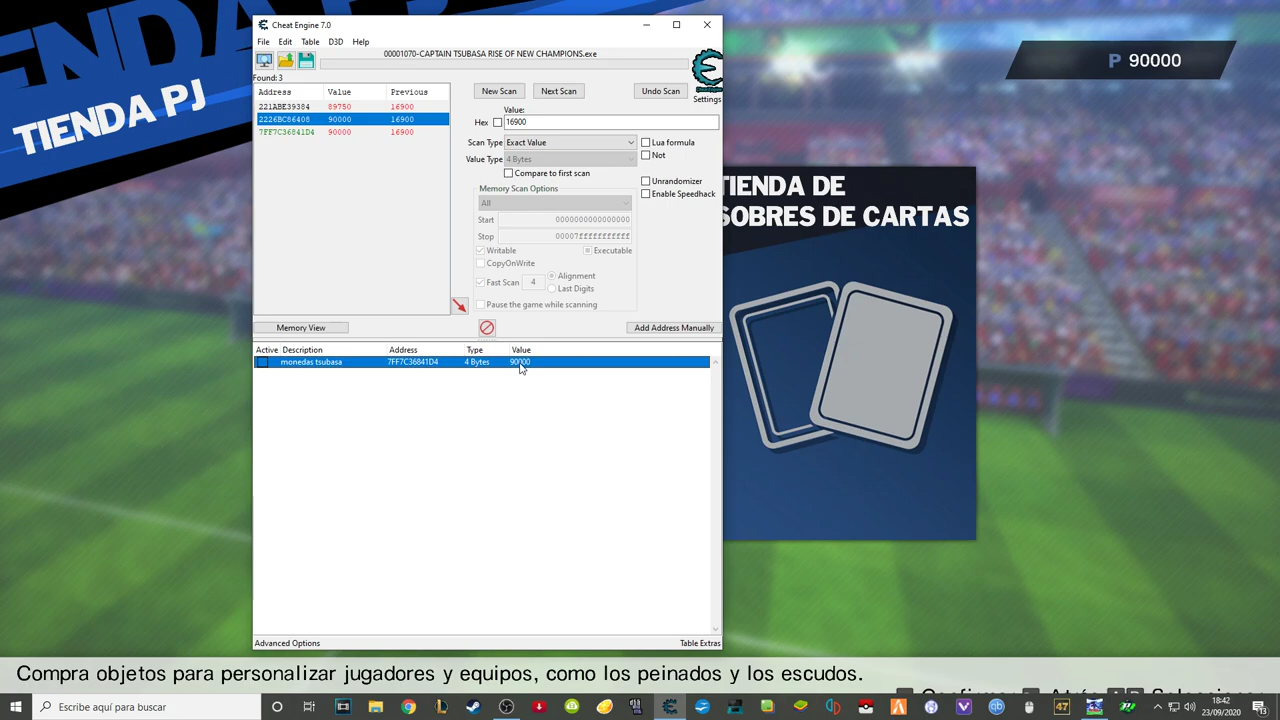 ENDA
TIENDA PJ
P 90000
Cheat Engine 7.0
File Edit Table D3D Help
00001070-CAPTAIN TSUBASA RISE OF NEW CHAMPIONS.exe
Found: 3
Address Value Previous
221ABE39384 89750 16900
2226BC86408 90000 16900
7FF7C36841D4 90000 16900
New Scan Next Scan Undo Scan
Cheat Engine
Settings
Value:
Hex 16900
Scan Type Exact Value
Lua formula
Not
Value Type 4 Bytes
Compare to first scan
Unrandomizer
Enable Speedhack
Memory Scan Options
All
Start 0000000000000000
Stop 00007fffffffffff
Writable Executable
CopyOnWrite
Fast Scan 4 Alignment
Last Digits
Pause the game while scanning
Memory View Add Address Manually
Active Description Address Type Value
monedas tsubasa 7FF7C36841D4 4 Bytes 90000
Advanced Options Table Extras
TIENDA DE
SOBRES DE CARTAS
Compra objetos para personalizar jugadores y equipos, como los peinados y los escudos.
Escribe aquí para buscar
47
18:42
23/09/2020
3